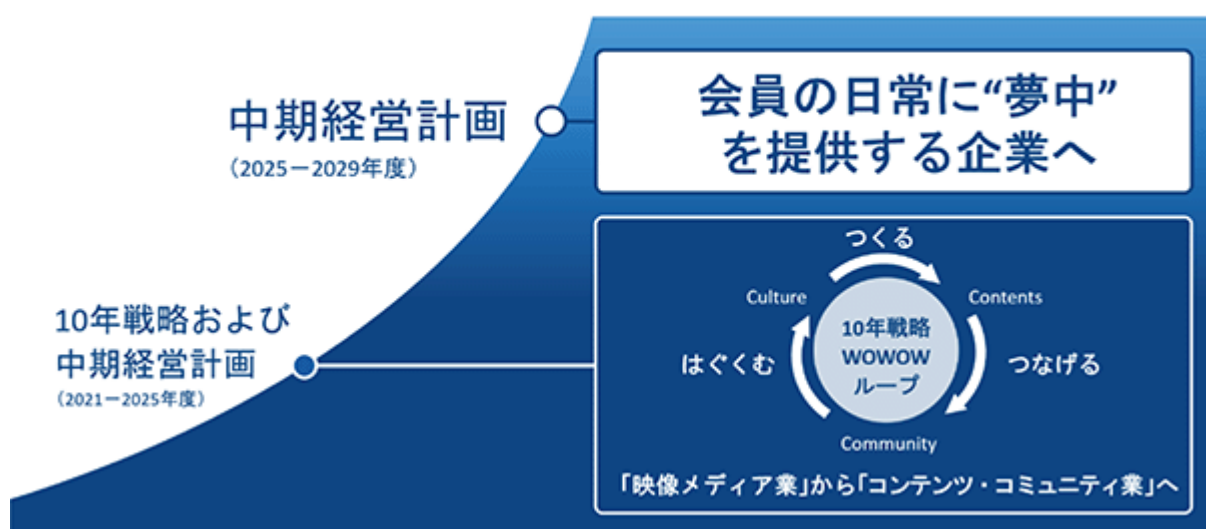 中期経営計画
（2025－2029年度）
会員の日常に“夢中”
を提供する企業へ
10年戦略および
中期経営計画
（2021－2025年度）
つくる
Culture
Contents
10年戦略
WOWOW
ループ
はぐくむ
つなげる
Community
「映像メディア業」から「コンテンツ・コミュニティ業」へ